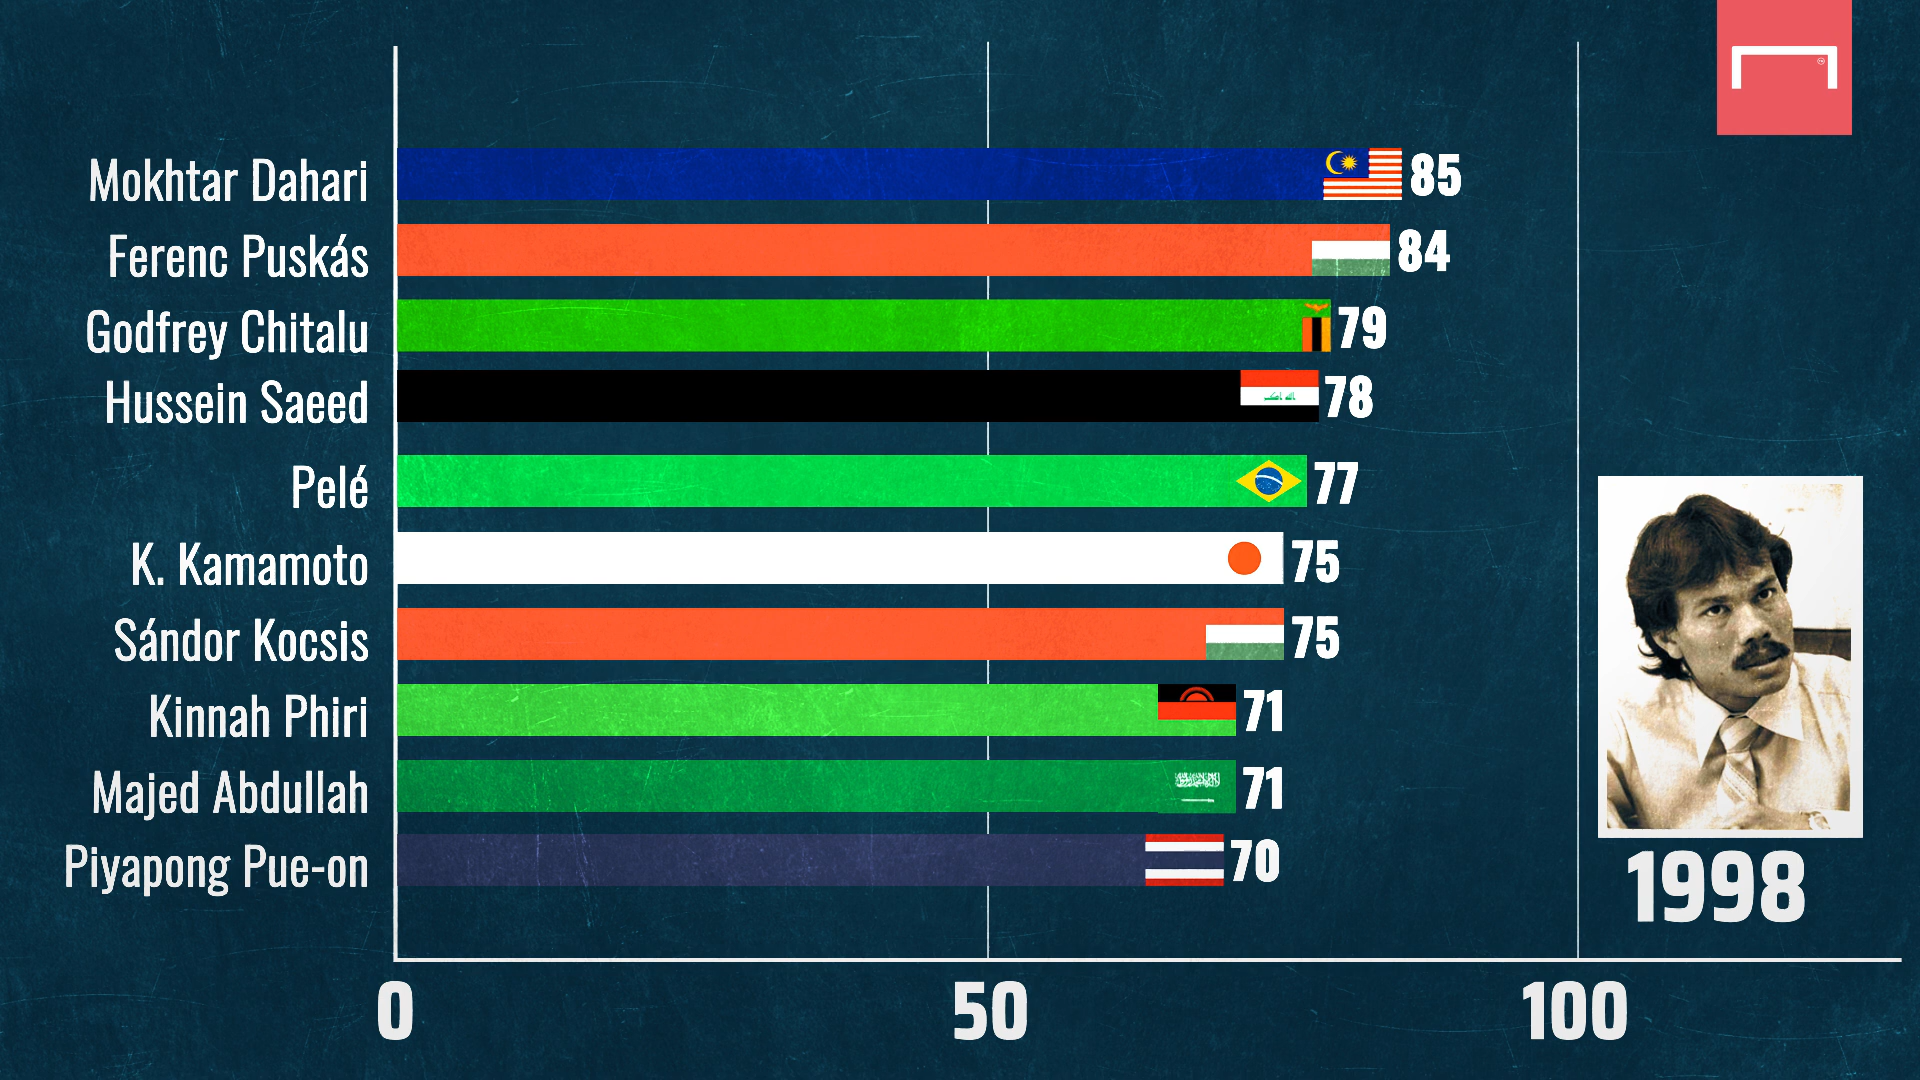 Mokhtar Dahari 85
Ferenc Puskás 84
Godfrey Chitalu 79
Hussein Saeed 78
Pelé 77
K. Kamamoto 75
Sándor Kocsis 75
Kinnah Phiri 71
Majed Abdullah 71
Piyapong Pue-on 70
1998
0 50 100